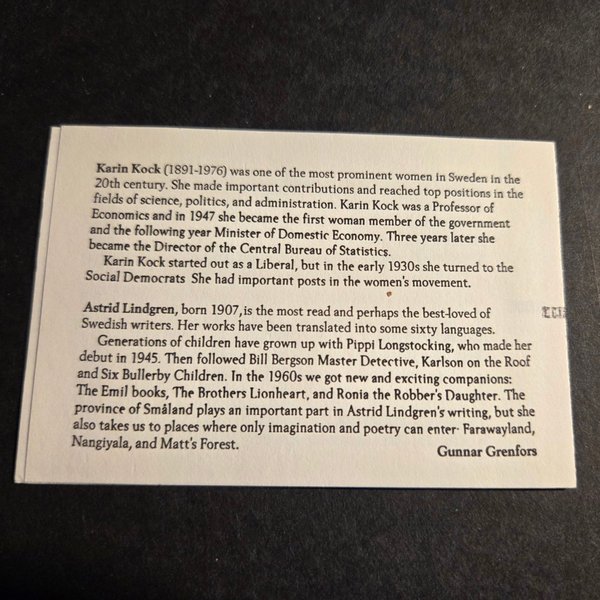 Karin Kock (1891-1976) was one of the most prominent women in Sweden in the
20th century. She made important contributions and reached top positions in the
fields of science, politics, and administration. Karin Kock was a Professor of
Economics and in 1947 she became the first woman member of the government
and the following year Minister of Domestic Economy. Three years later she
became the Director of the Central Bureau of Statistics.
Karin Kock started out as a Liberal, but in the early 1930s she turned to the
Social Democrats She had important posts in the women's movement.
Astrid Lindgren, born 1907, is the most read and perhaps the best-loved of
Swedish writers. Her works have been translated into some sixty languages.
Generations of children have grown up with Pippi Longstocking, who made her
debut in 1945. Then followed Bill Bergson Master Detective, Karlson on the Roof
and Six Bullerby Children. In the 1960s we got new and exciting companions:
The Emil books, The Brothers Lionheart, and Ronia the Robber's Daughter. The
province of Småland plays an important part in Astrid Lindgren's writing, but she
also takes us to places where only imagination and poetry can enter· Farawayland,
Nangiyala, and Matt's Forest.
Gunnar Grenfors